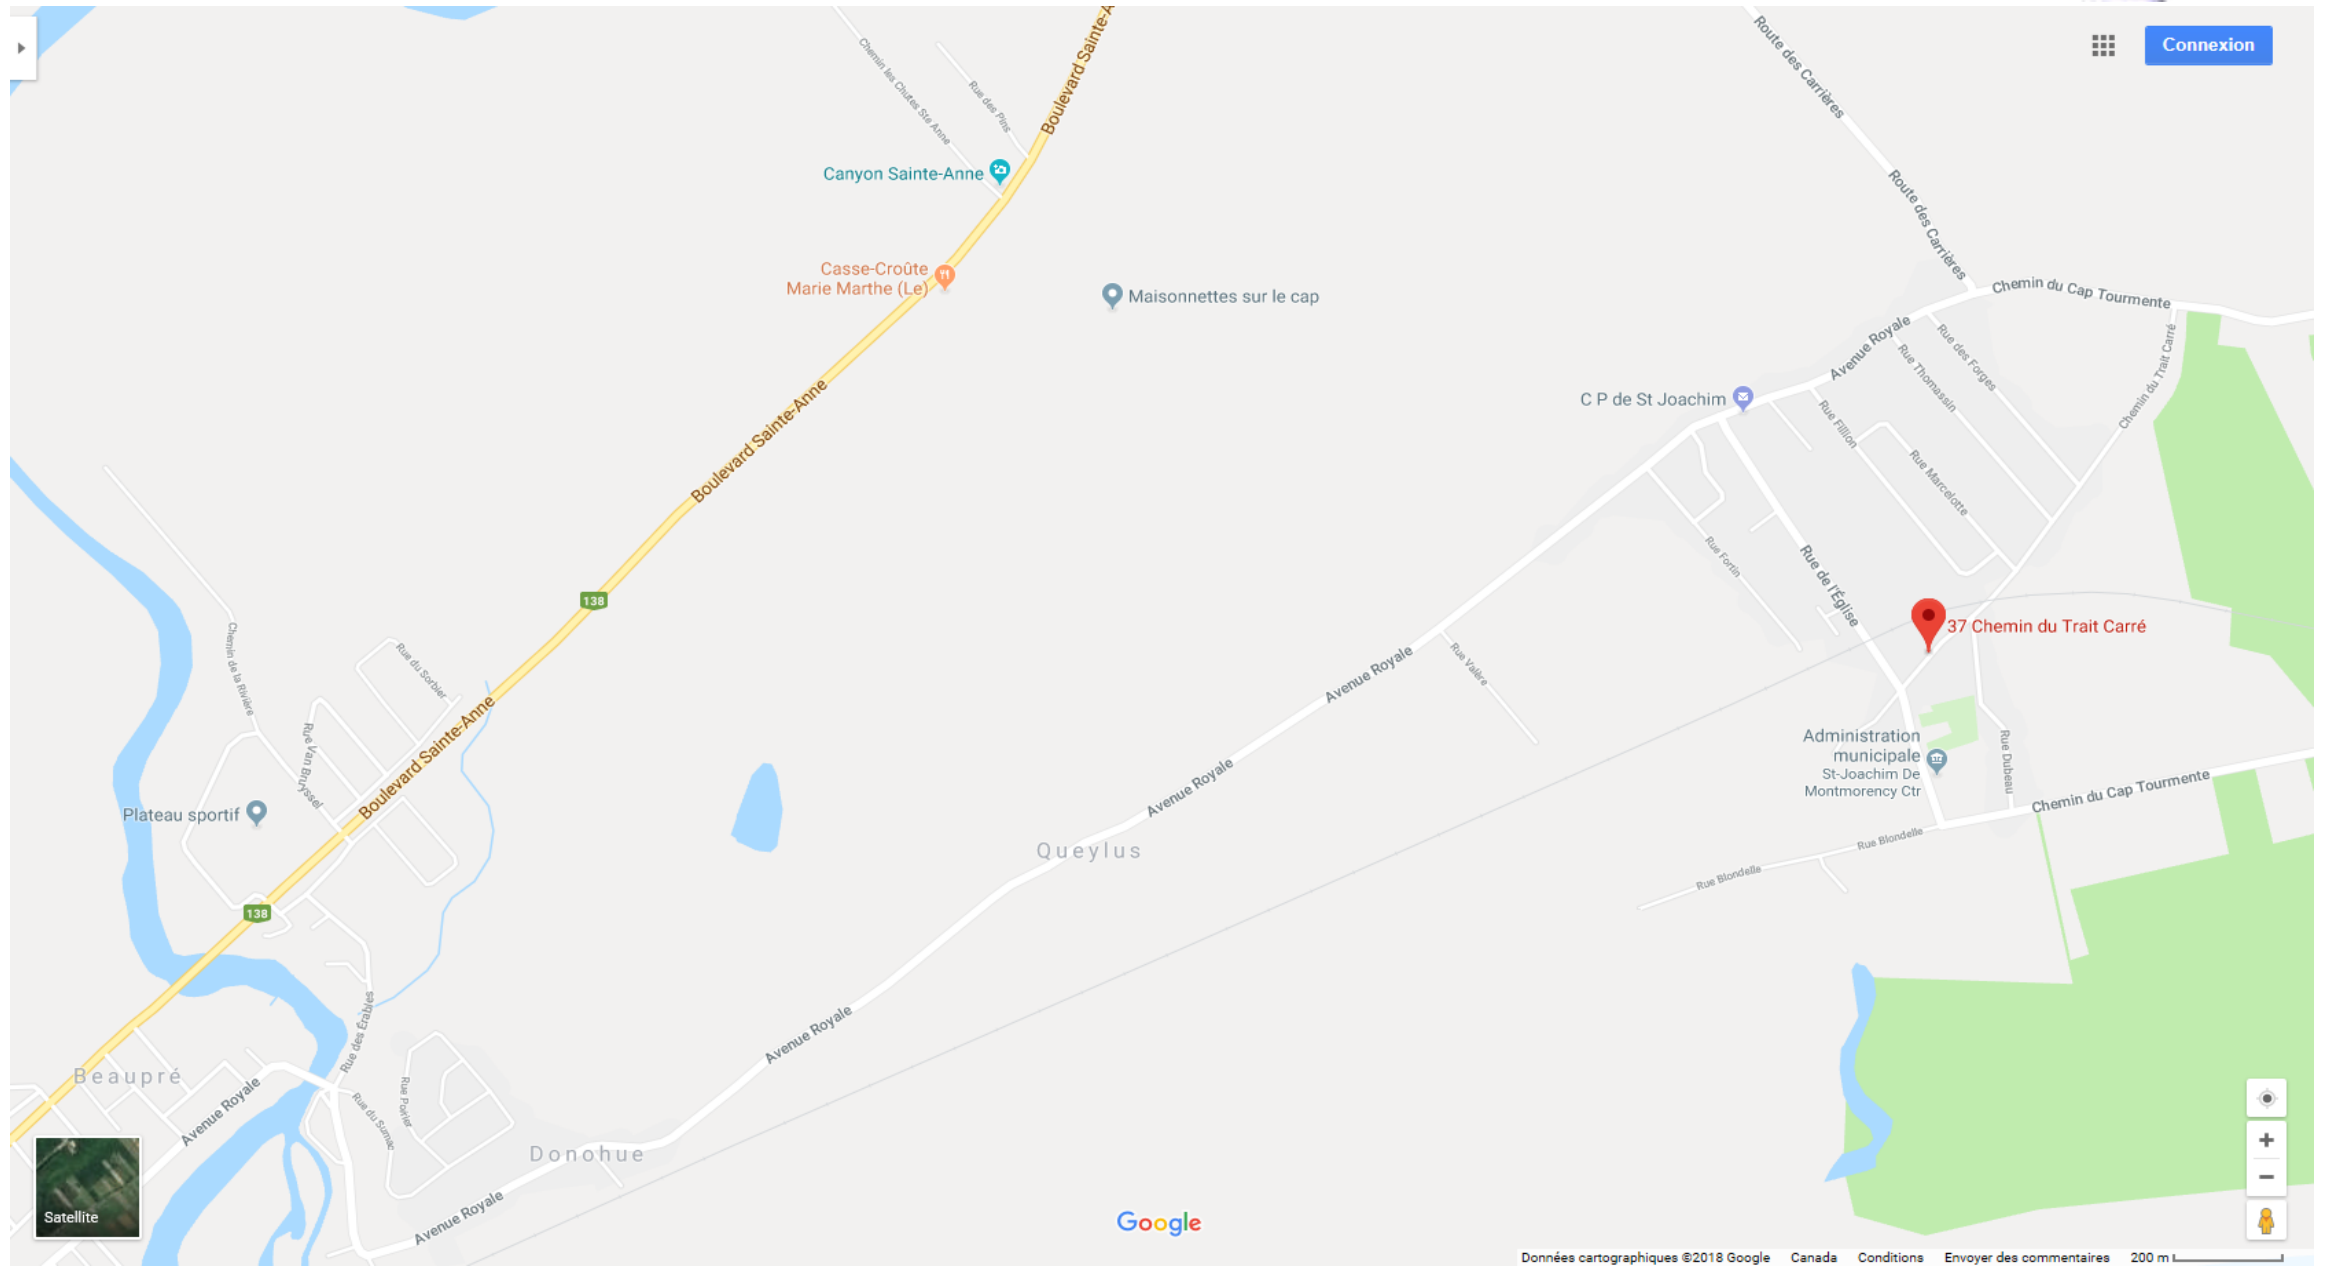 Connexion
Route des Carrières
Boulevard Sainte-A
Chemin les Chutes Ste Anne
Rue des Pins
Canyon Sainte-Anne
Route des Carrières
Casse-Croûte
Marie Marthe (Le)
Maisonnettes sur le cap
Chemin du Cap Tourmente
Avenue Royale
Rue des Forges
Rue Thomassin
Chemin du Trait Carré
C P de St Joachim
Rue Fillion
Rue Marcelotte
Boulevard Sainte-Anne
Rue Fortin
Rue de l'Église
138
37 Chemin du Trait Carré
Chemin de la Rivière
Rue du Sorbier
Rue Valère
Avenue Royale
Rue Van Bruyssel
Boulevard Sainte-Anne
Administration
municipale
St-Joachim De
Montmorency Ctr
Rue Dubeau
Avenue Royale
Chemin du Cap Tourmente
Plateau sportif
Queylus
Rue Blondelle
Rue Blondelle
138
Avenue Royale
Rue des Érables
Beaupré
Avenue Royale
Rue Poirier
Rue du Sumac
Donohue
Avenue Royale
Satellite
Google
Données cartographiques ©2018 Google Canada Conditions Envoyer des commentaires 200 m